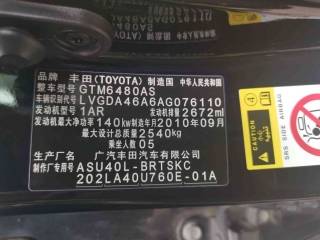 品牌 丰田(TOYOTA) 制造国 中华人民共和国
整车型号 GTM6480AS
车辆识别代号 LVGDA46A6AG076110
发动机型号 1AR 发动机排量 2672ml
发动机最大净功率 140kw 制造年月 2010年09月
最大设计总质量 2540kg
乘坐人数 05
生产厂名 广汽丰田汽车有限公司
制造厂专用号 ASU40L-BRTSKC
202LA40U760E-01A
SIDE AIRBAG